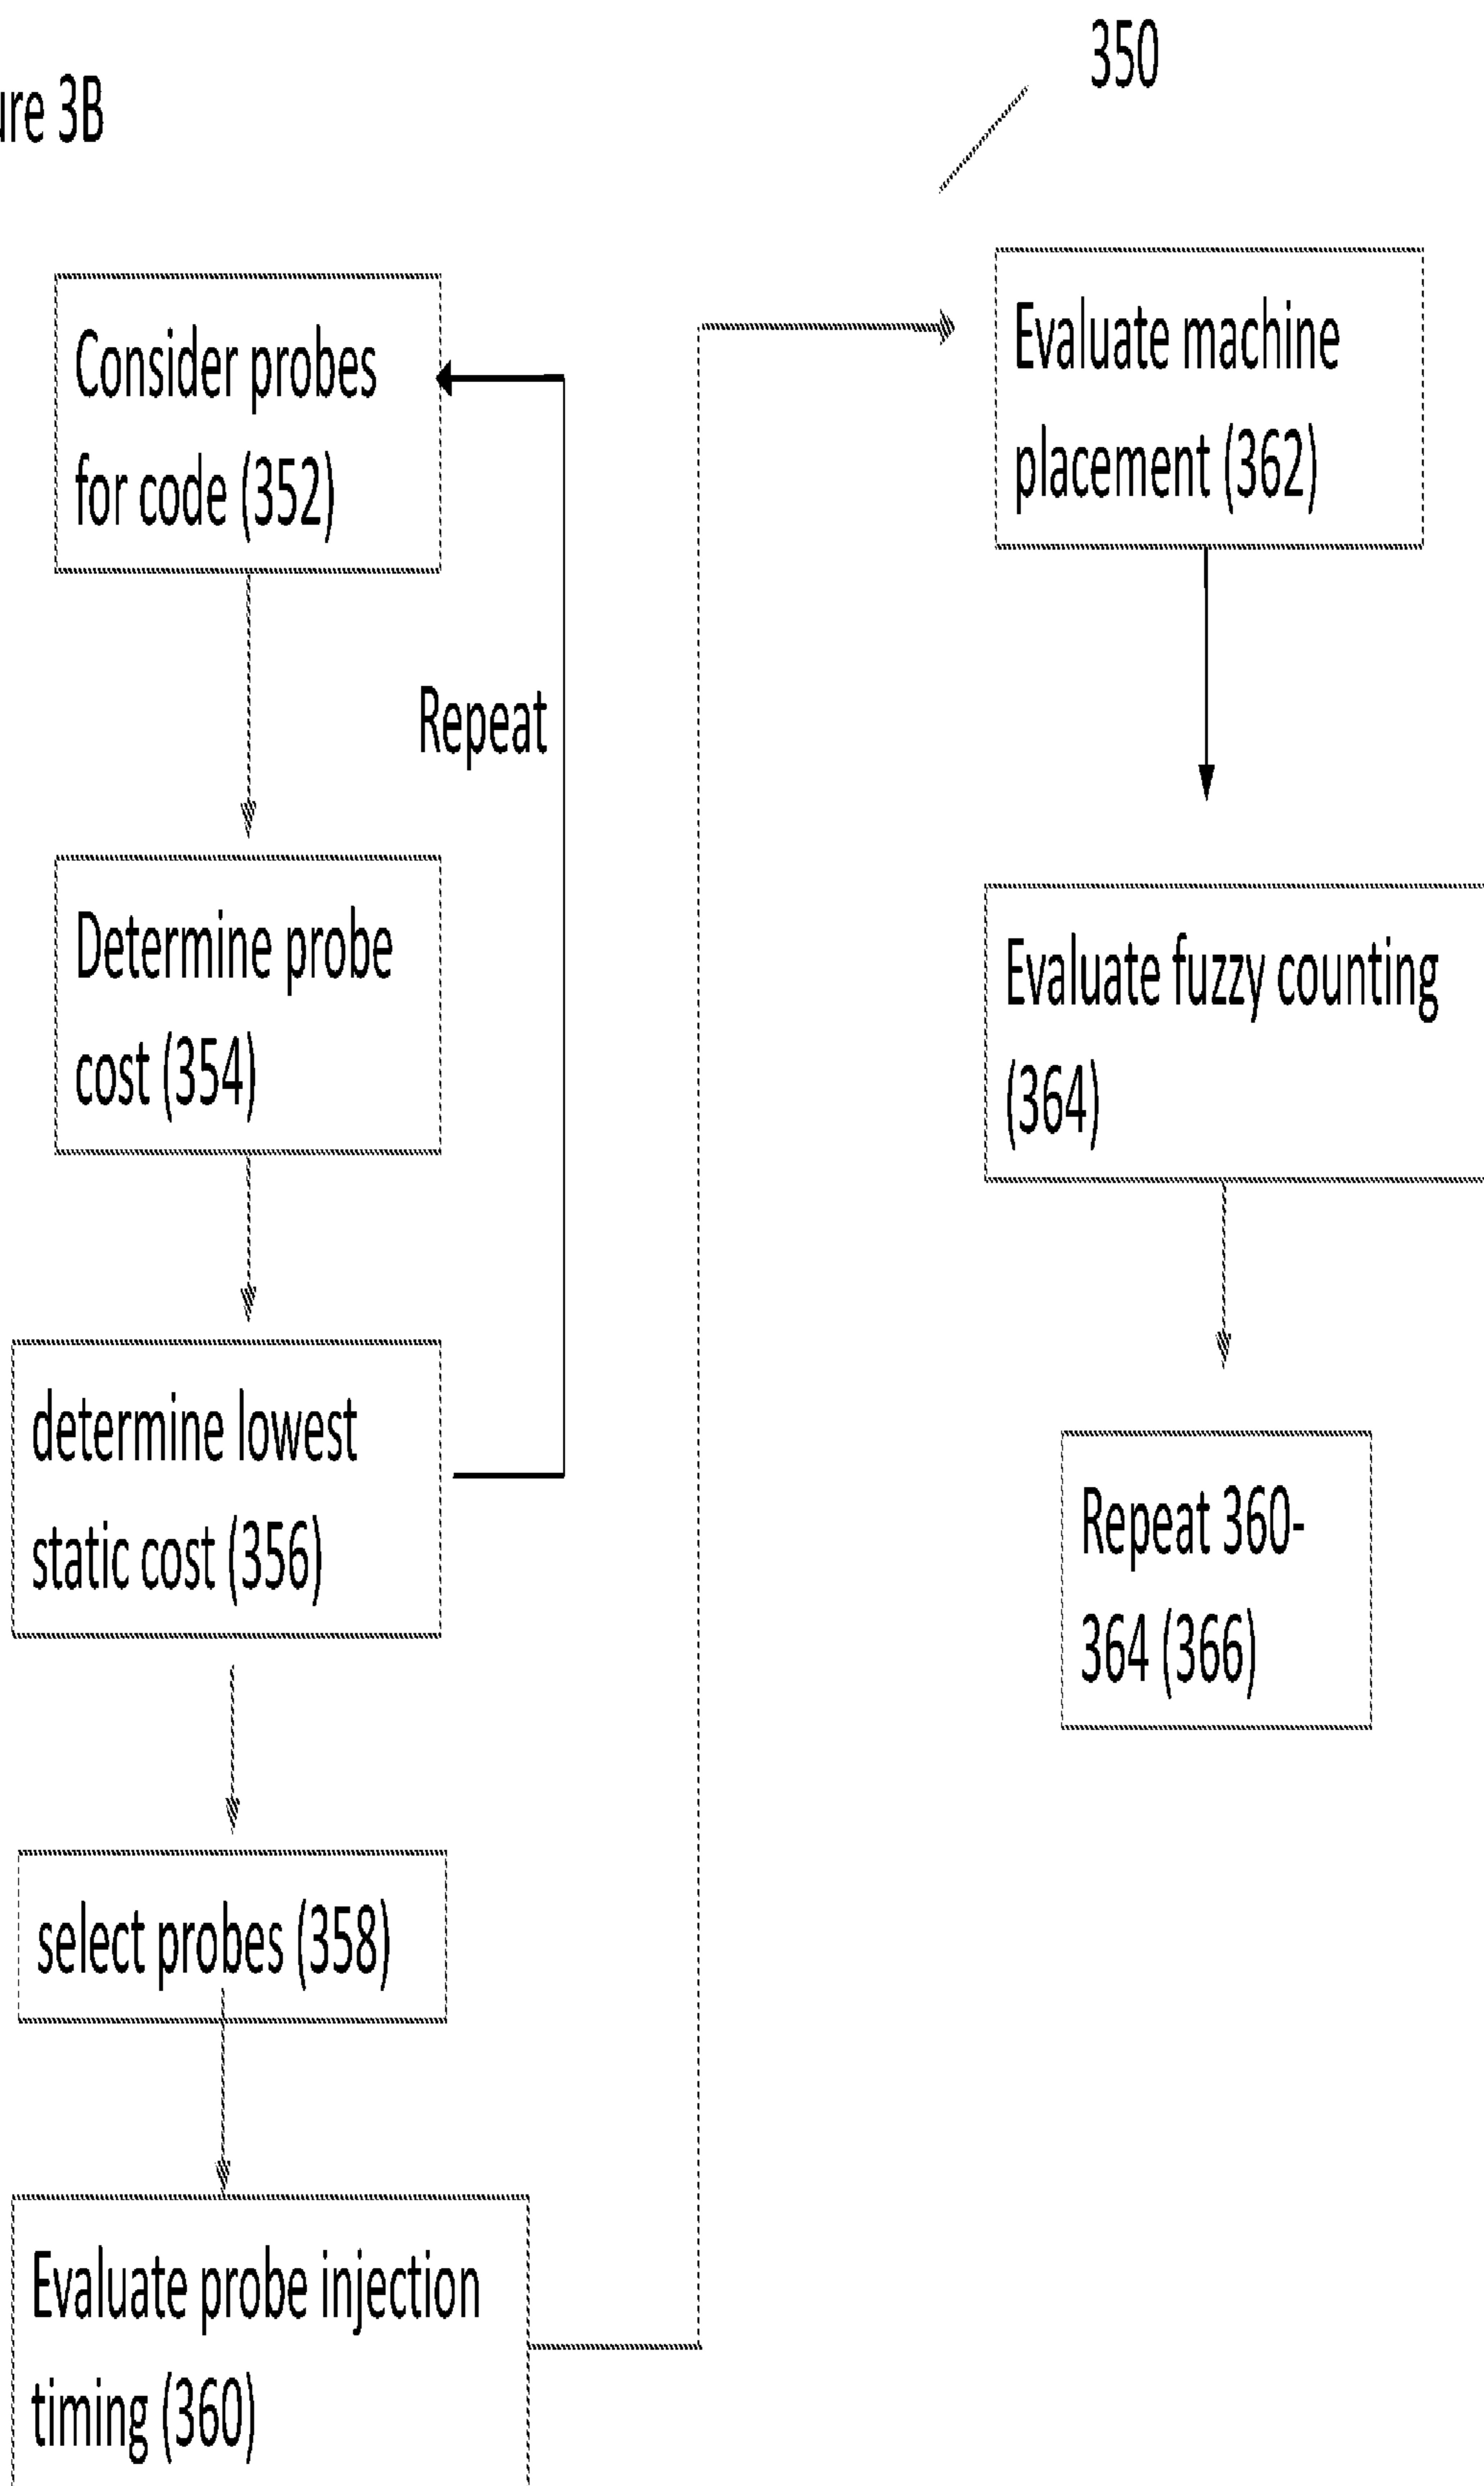 ure 3B
350
Consider probes
for code (352)
Repeat
Determine probe
cost (354)
determine lowest
static cost (356)
select probes (358)
Evaluate probe injection
timing (360)
Evaluate machine
placement (362)
Evaluate fuzzy counting
(364)
Repeat 360-
364 (366)